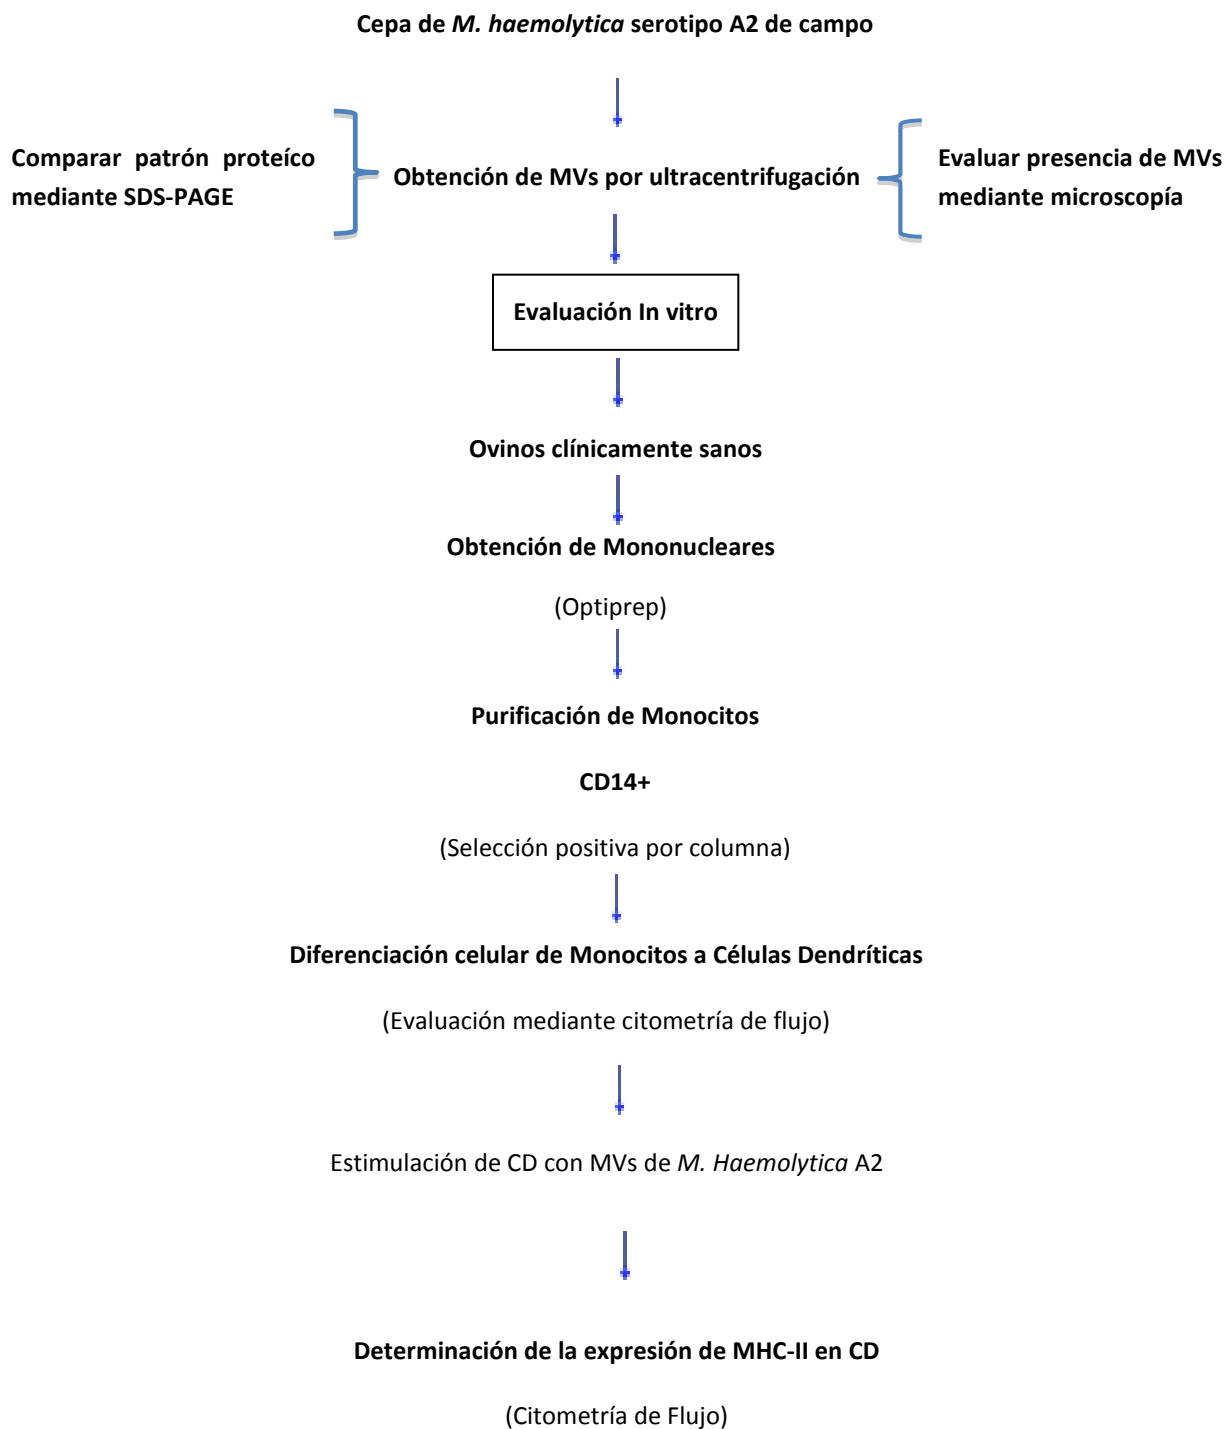 Cepa de M. haemolytica serotipo A2 de campo
Comparar patrón proteíco
mediante SDS-PAGE
Obtención de MVs por ultracentrifugación
Evaluar presencia de MVs
mediante microscopía
Evaluación In vitro
Ovinos clínicamente sanos
Obtención de Mononucleares
(Optiprep)
Purificación de Monocitos
CD14+
(Selección positiva por columna)
Diferenciación celular de Monocitos a Células Dendríticas
(Evaluación mediante citometría de flujo)
Estimulación de CD con MVs de M. Haemolytica A2
Determinación de la expresión de MHC-II en CD
(Citometría de Flujo)